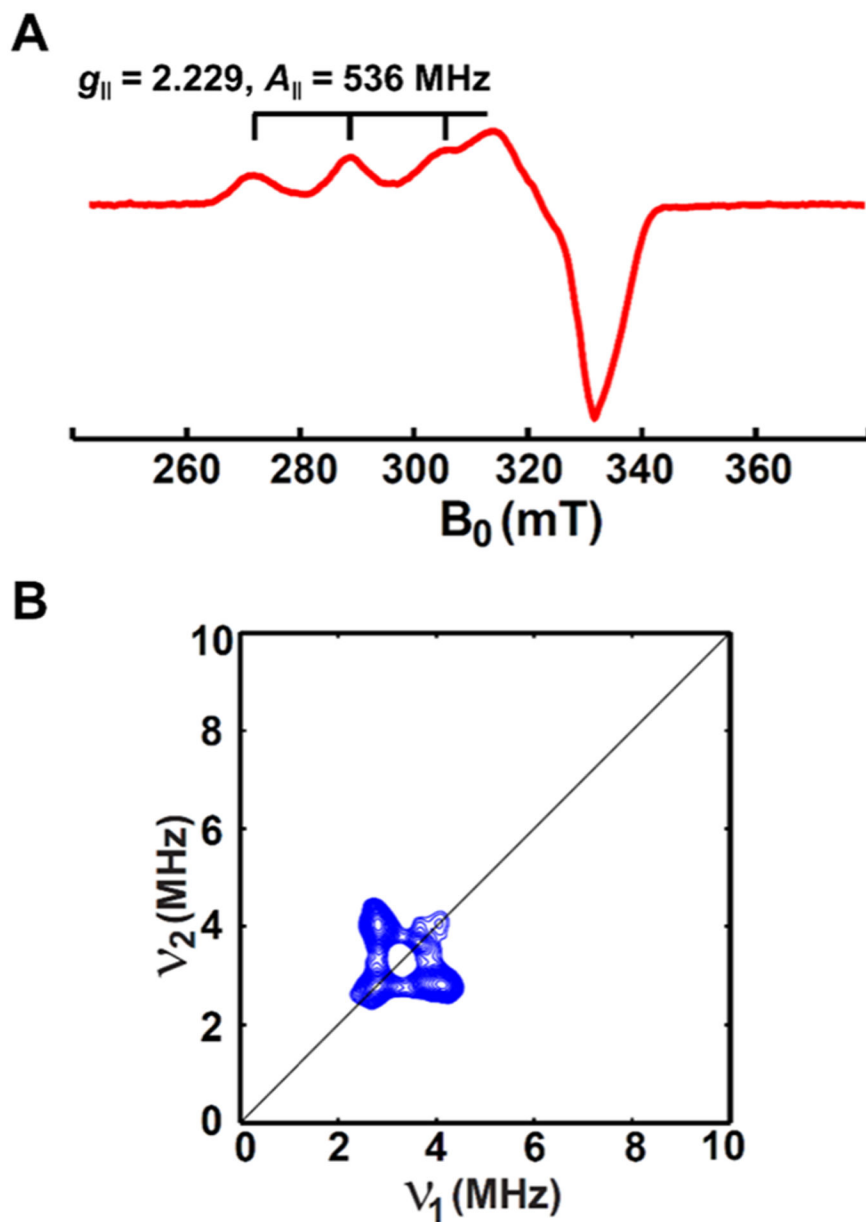 A
g|| = 2.229, A|| = 536 MHz
260 280 300 320 340 360
B0 (mT)
B
10
8
6
4
2
0
ν2 (MHz)
0 2 4 6 8 10
ν1 (MHz)